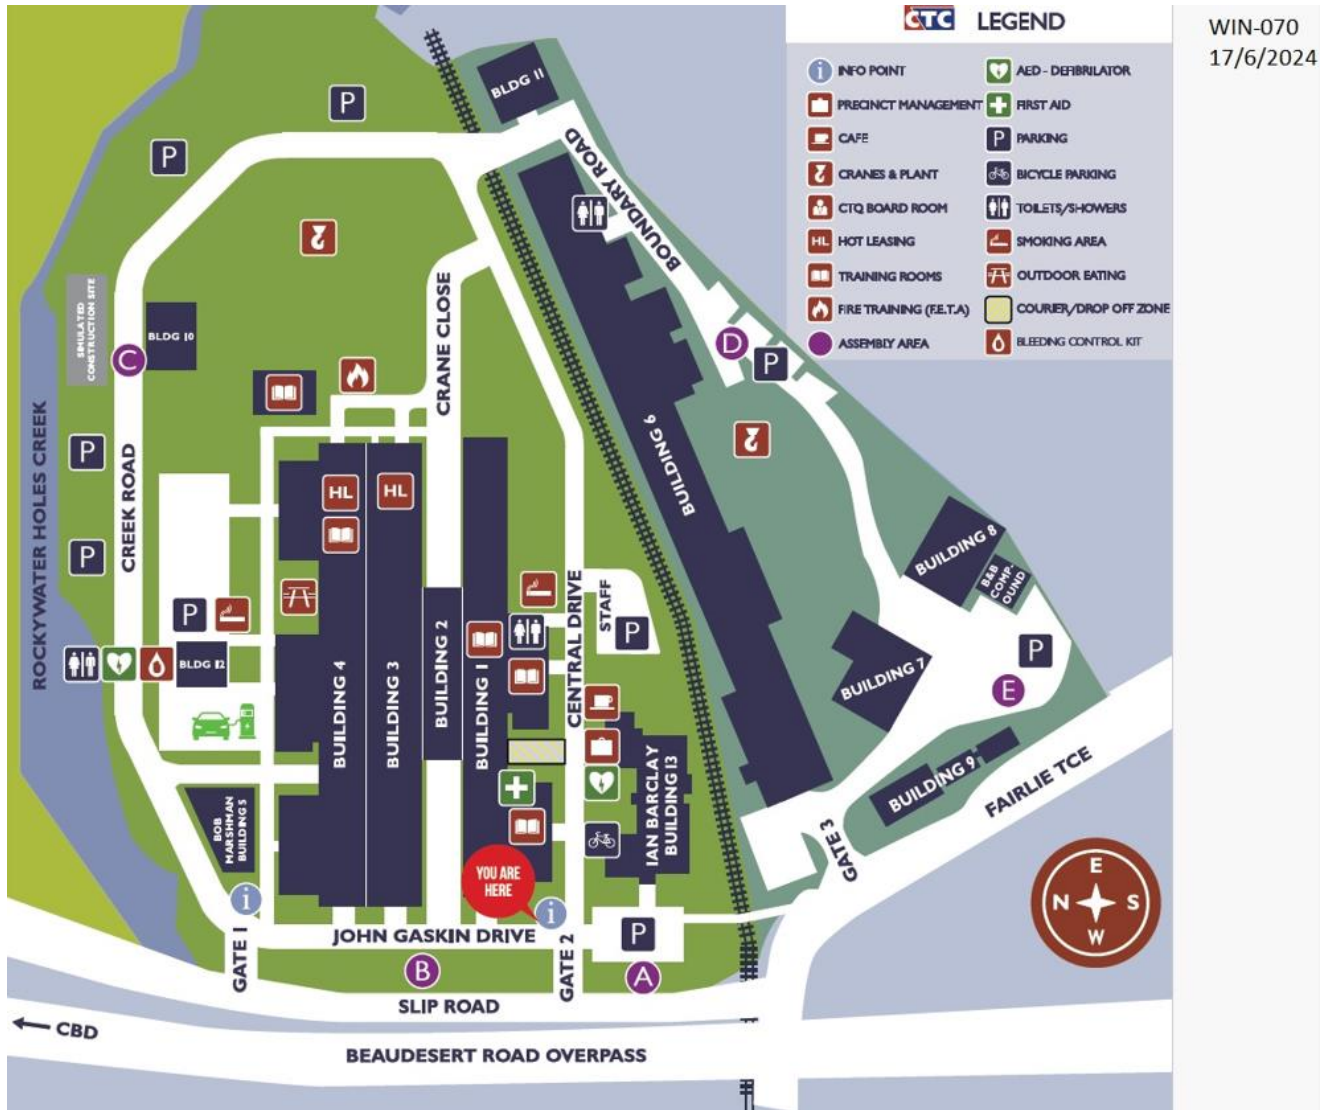 CTC LEGEND
INFO POINT
PRECINCT MANAGEMENT
CAFE
CRANES & PLANT
CTQ BOARD ROOM
HL HOT LEASING
TRAINING ROOMS
FIRE TRAINING (F.E.T.A)
ASSEMBLY AREA
AED - DEFIBRILATOR
FIRST AID
P PARKING
BICYCLE PARKING
TOILETS/SHOWERS
SMOKING AREA
OUTDOOR EATING
COURIER/DROP OFF ZONE
BLEEDING CONTROL KIT
WIN-070
17/6/2024
BLDG 11
P
P
BOUNDARY ROAD
SIMULATED
CONSTRUCTION SITE
BLDG 10
C
CRANE CLOSE
D
P
ROCKYWATER HOLES CREEK
CREEK ROAD
P
P
HL
HL
BUILDING 6
BUILDING 8
B&B
COMP-
OUND
P
BLDG 12
BUILDING 4
BUILDING 3
BUILDING 2
BUILDING 1
CENTRAL DRIVE
STAFF
P
BUILDING 7
P
E
BUILDING 9
FAIRLIE TCE
BOB
MARSHMAN
BUILDING 5
IAN BARCLAY
BUILDING 13
YOU ARE
HERE
i
i
GATE 1
JOHN GASKIN DRIVE
GATE 2
P
GATE 3
B
A
SLIP ROAD
CBD
BEAUDESERT ROAD OVERPASS
E
N S
W